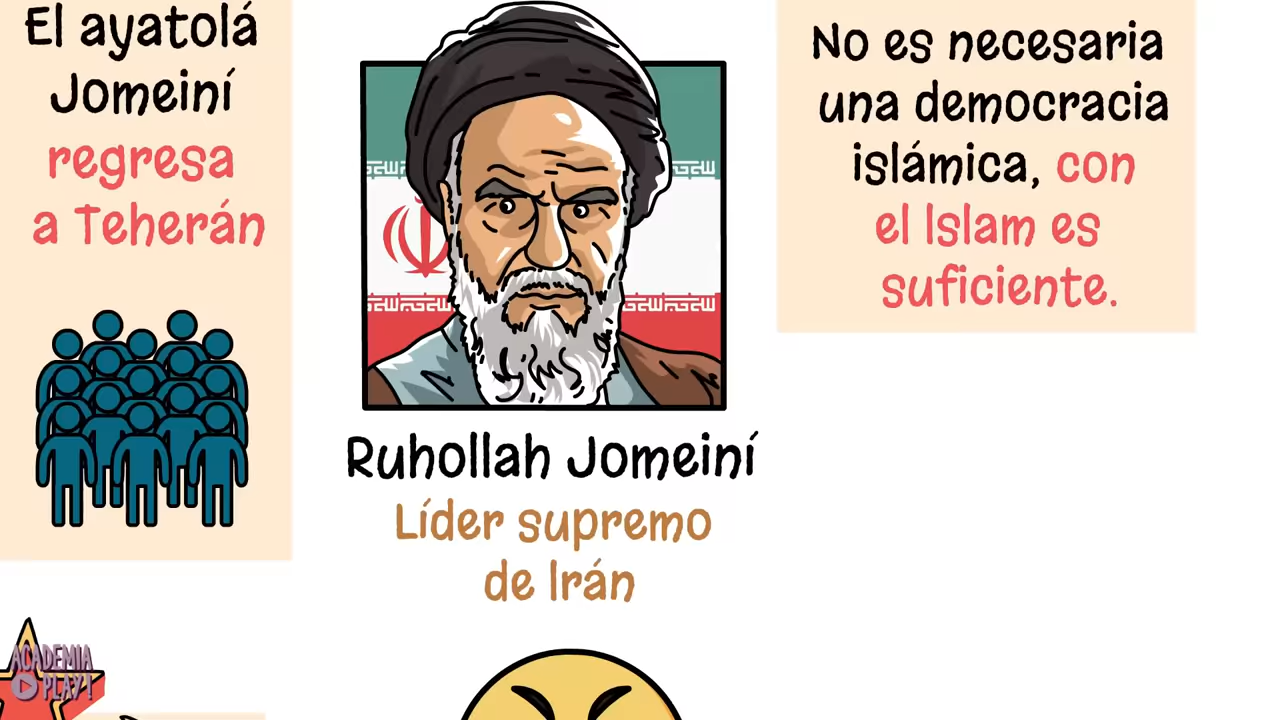 El ayatolá
Jomeiní
regresa
a Teherán
Ruhollah Jomeiní
Líder supremo
de Irán
No es necesaria
una democracia
islámica, con
el Islam es
suficiente.
ACADEMIA
PLAY!